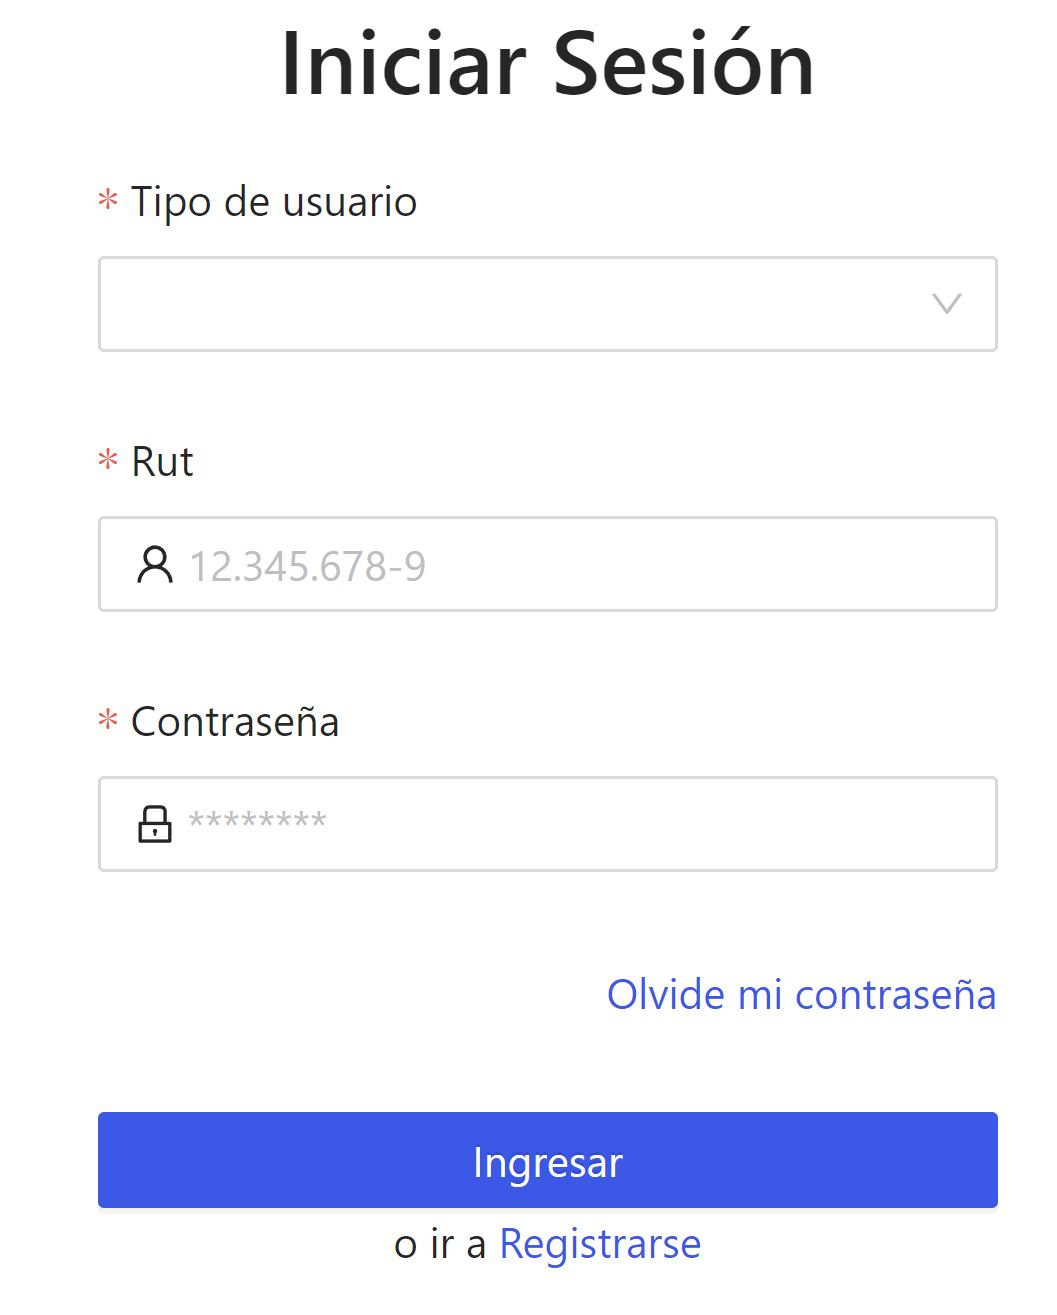 Iniciar Sesión
* Tipo de usuario
* Rut
12.345.678-9
* Contraseña
********
Olvide mi contraseña
Ingresar
o ir a Registrarse